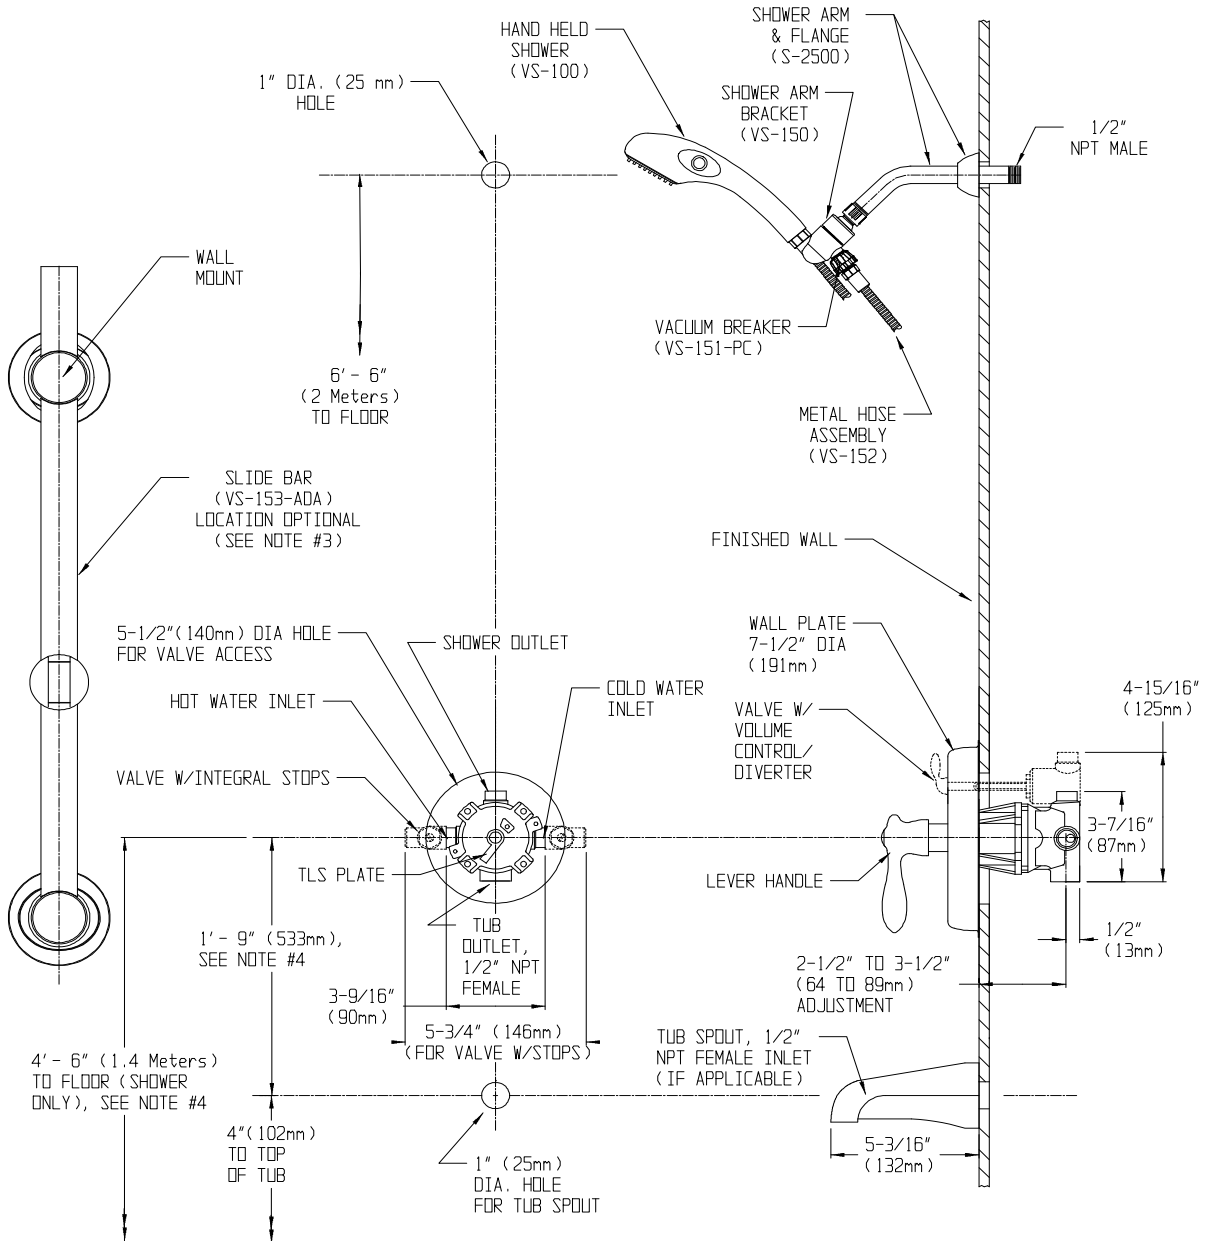 HAND HELD
SHOWER
(VS-100)
SHOWER ARM
& FLANGE
(S-2500)
1" DIA. (25 mm)
HOLE
SHOWER ARM
BRACKET
(VS-150)
1/2"
NPT MALE
WALL
MOUNT
VACUUM BREAKER
(VS-151-PC)
6'- 6"
(2 Meters)
TO FLOOR
METAL HOSE
ASSEMBLY
(VS-152)
SLIDE BAR
(VS-153-ADA)
LOCATION OPTIONAL
(SEE NOTE #3)
FINISHED WALL
5-1/2"(140mm) DIA HOLE
FOR VALVE ACCESS
SHOWER OUTLET
WALL PLATE
7-1/2" DIA
(191mm)
HOT WATER INLET
COLD WATER
INLET
4-15/16"
(125mm)
VALVE W/
VOLUME
CONTROL/
DIVERTER
VALVE W/INTEGRAL STOPS
3-7/16"
(87mm)
TLS PLATE
LEVER HANDLE
TUB
OUTLET,
1/2" NPT
FEMALE
1'- 9" (533mm),
SEE NOTE #4
1/2"
(13mm)
2-1/2" TO 3-1/2"
(64 TO 89mm)
ADJUSTMENT
3-9/16"
(90mm)
5-3/4" (146mm)
(FOR VALVE W/STOPS)
TUB SPOUT, 1/2"
NPT FEMALE INLET
(IF APPLICABLE)
4'- 6" (1.4 Meters)
TO FLOOR (SHOWER
ONLY), SEE NOTE #4
4"(102mm)
TO TOP
OF TUB
5-3/16"
(132mm)
1" (25mm)
DIA. HOLE
FOR TUB SPOUT